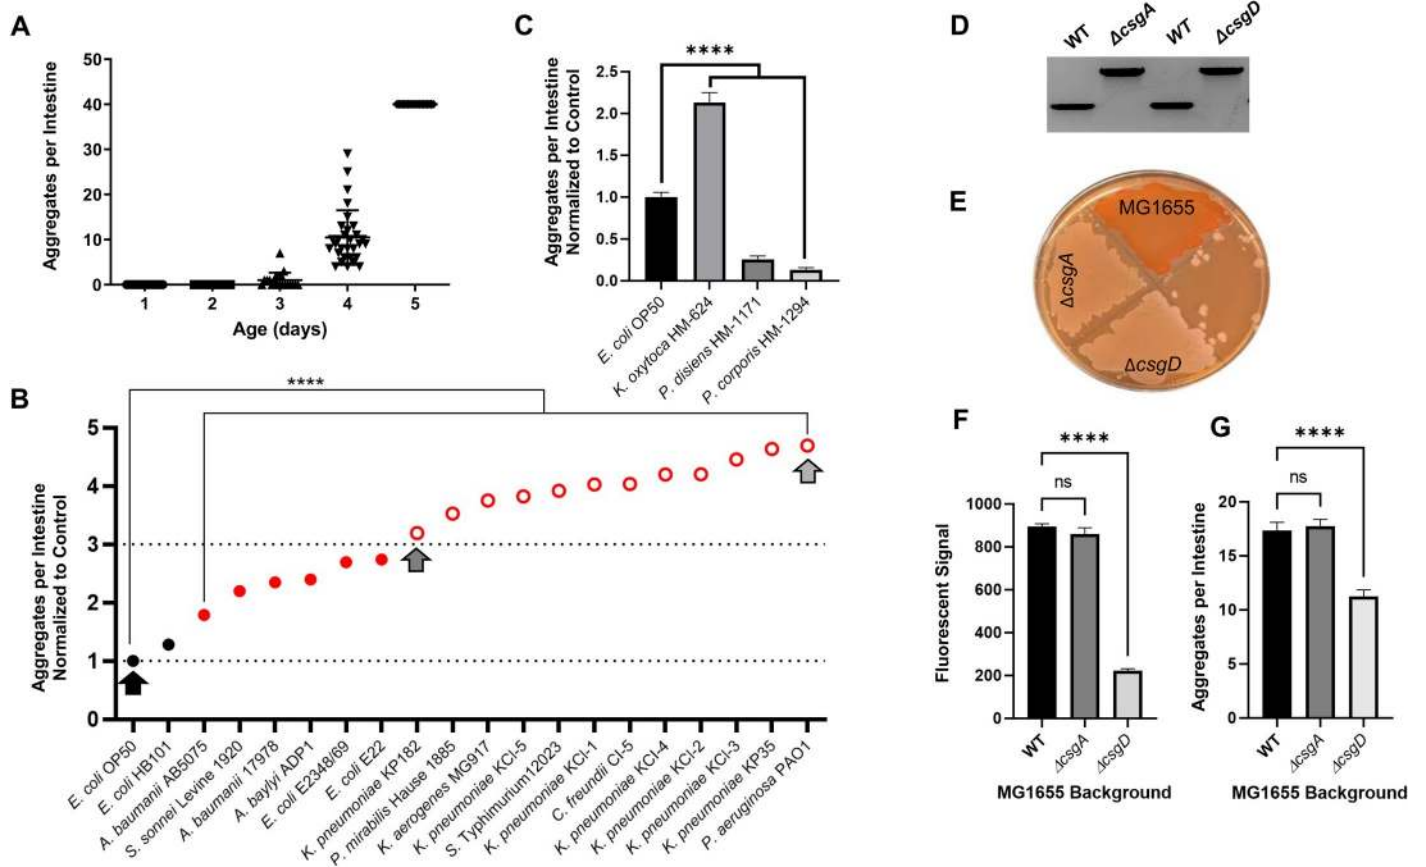 A
Aggregates per Intestine
50
40
30
20
10
0
1 2 3 4 5
Age (days)
B
****
Aggregates per Intestine
Normalized to Control
5
4
3
2
1
0
E. coli OP50
E. coli HB101
A. baumanii AB5075
S. sonnei Levine 1920
A. baumanii 17978
A. baylyi ADP1
E. coli E2348/69
E. coli E22
K. pneumoniae KP182
P. mirabilis Hause 1885
K. aerogenes MG917
K. pneumoniae KCI-5
S. Typhimurium12023
K. pneumoniae KCI-1
C. freundii CI-5
K. pneumoniae KCI-4
K. pneumoniae KCI-2
K. pneumoniae KCI-3
K. pneumoniae KP35
P. aeruginosa PAO1
C
****
Aggregates per Intestine
Normalized to Control
2.5
2.0
1.5
1.0
0.5
0.0
E. coli OP50
K. oxytoca HM-624
P. disiens HM-1171
P. corporis HM-1294
D
WT ΔcsgA WT ΔcsgD
E
MG1655
ΔcsgA
ΔcsgD
F
****
ns
Fluorescent Signal
1000
800
600
400
200
0
WT
ΔcsgA
ΔcsgD
MG1655 Background
G
****
ns
Aggregates per Intestine
20
15
10
5
0
WT
ΔcsgA
ΔcsgD
MG1655 Background